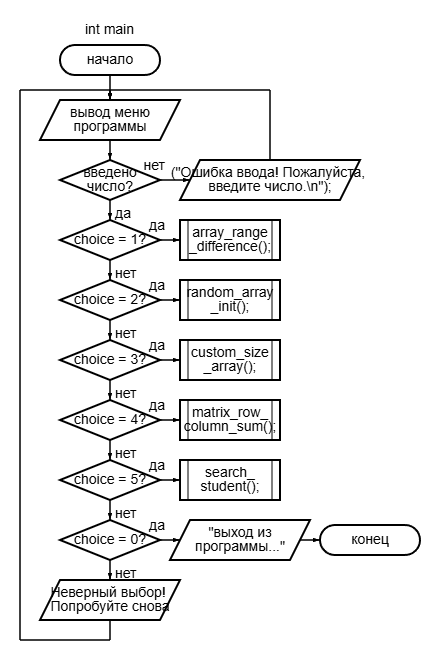 int main
начало
вывод меню
программы
введено
число?
нет
("Ошибка ввода! Пожалуйста,
введите число.\n");
да
choice = 1?
да
array_range
_difference();
нет
choice = 2?
да
random_array
_init();
нет
choice = 3?
да
custom_size
_array();
нет
choice = 4?
да
matrix_row_
column_sum();
нет
choice = 5?
да
search_
student();
нет
choice = 0?
да
"выход из
программы..."
конец
нет
Неверный выбор!
Попробуйте снова